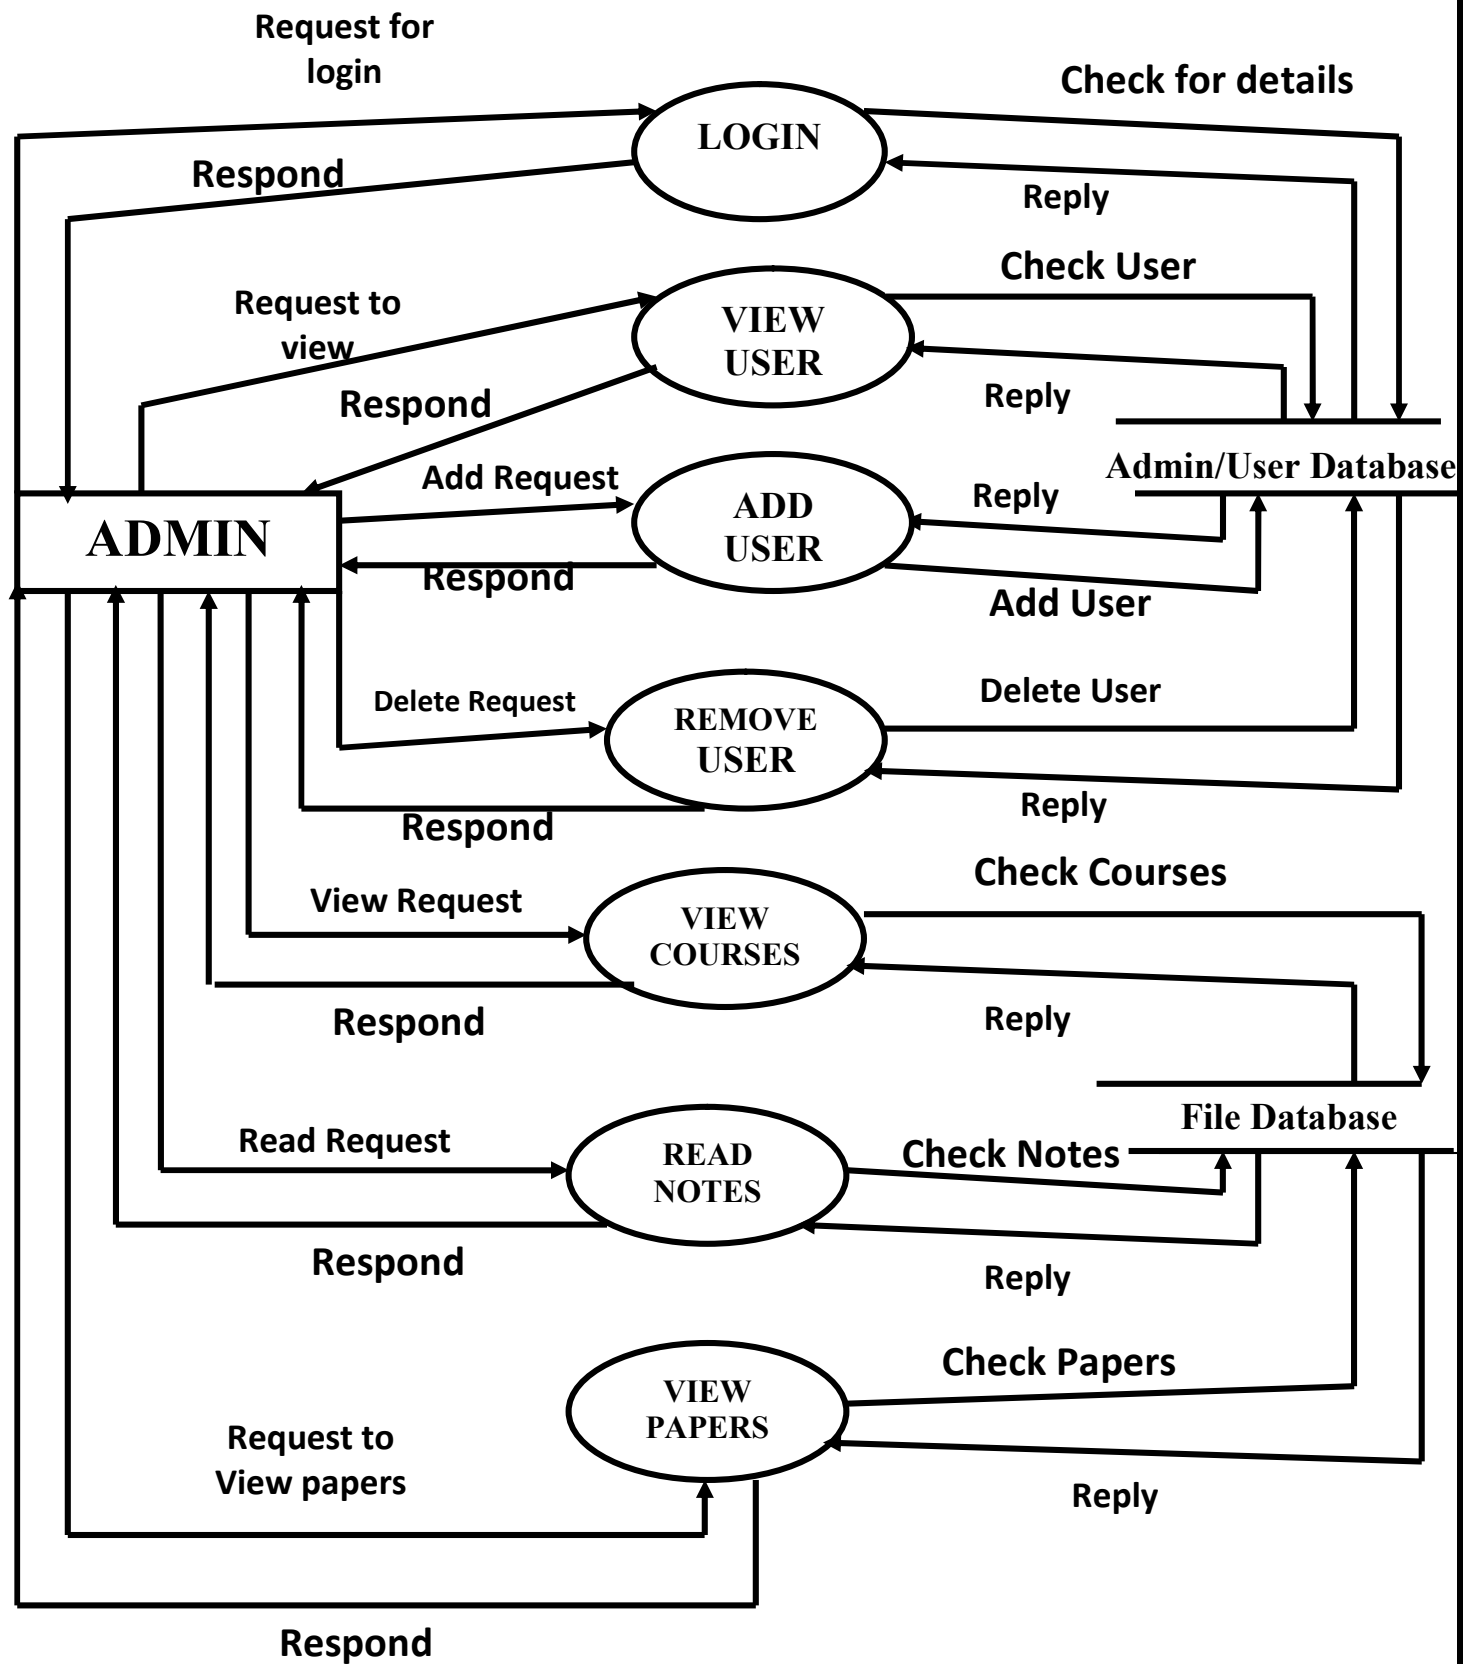 Request for
login
Check for details
LOGIN
Respond
Reply
Check User
Request to
view
VIEW
USER
Respond
Reply
Admin/User Database
Add Request
ADD
USER
Reply
ADMIN
Respond
Add User
Delete Request
REMOVE
USER
Delete User
Respond
Reply
Check Courses
View Request
VIEW
COURSES
Respond
Reply
File Database
Read Request
READ
NOTES
Check Notes
Respond
Reply
VIEW
PAPERS
Check Papers
Request to
View papers
Reply
Respond